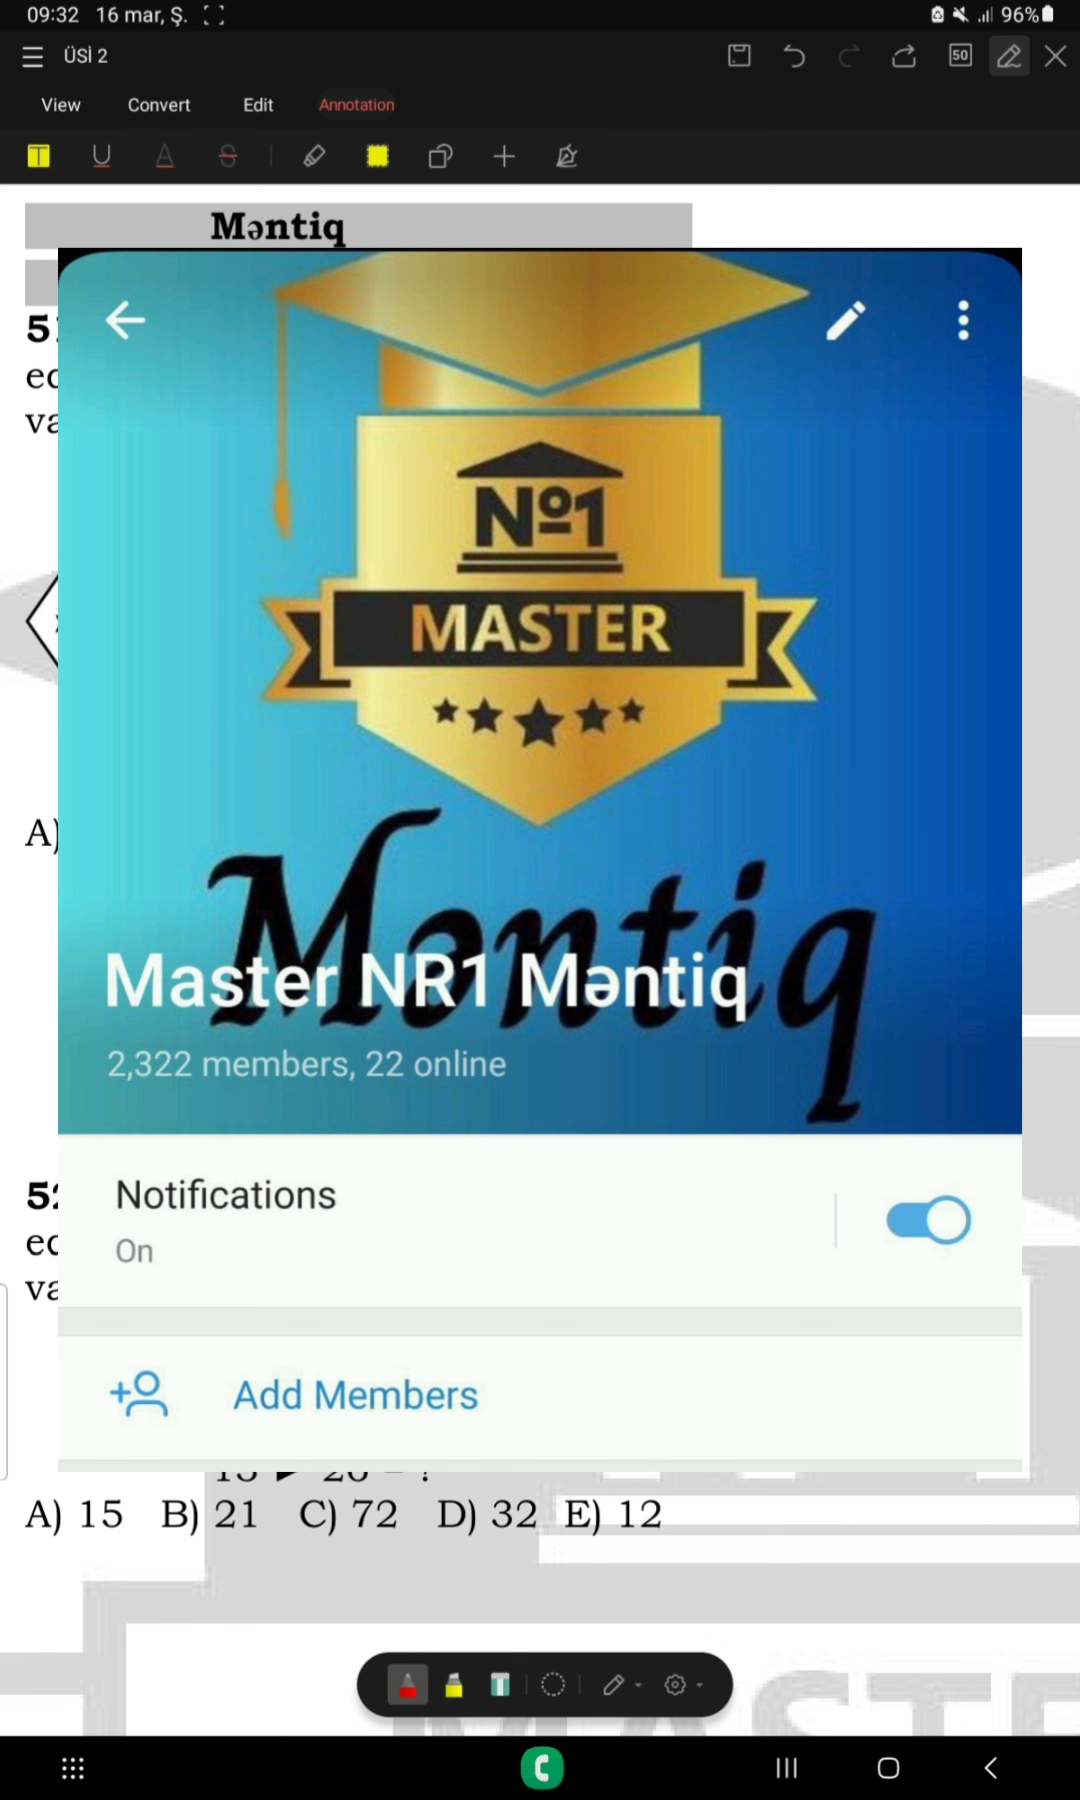 09:32 16 mar, Ş. 96%
ÜSİ 2
50
View Convert Edit Annotation
T U A S
Məntiq
№1
MASTER
Məntiq
Master NR1 Məntiq
2,322 members, 22 online
A)
Notifications
On
Add Members
A) 15 B) 21 C) 72 D) 32 E) 12